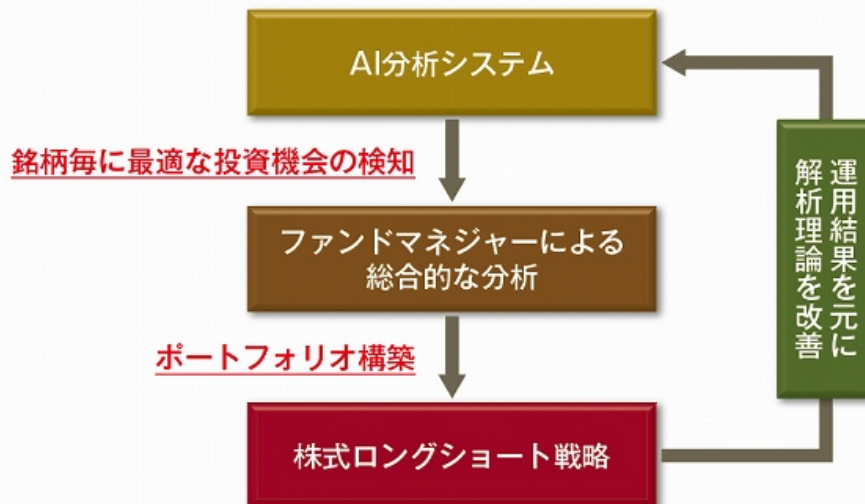 AI分析システム
銘柄毎に最適な投資機会の検知
ファンドマネジャーによる
総合的な分析
ポートフォリオ構築
株式ロングショート戦略
運用結果を元に
解析理論を改善